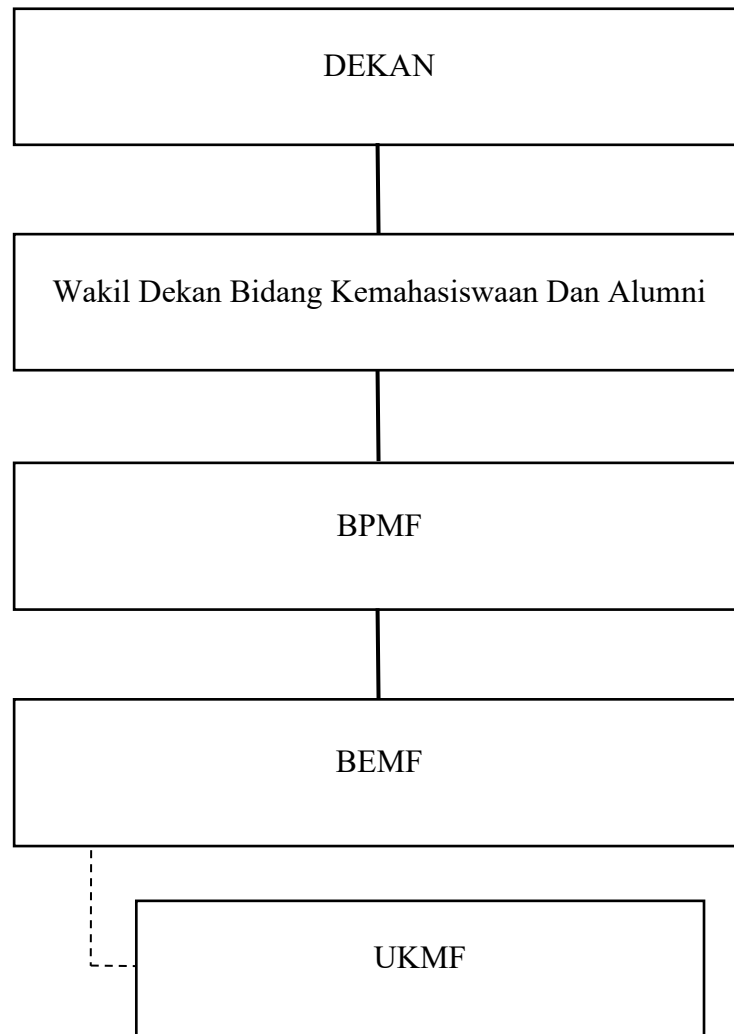 DEKAN
Wakil Dekan Bidang Kemahasiswaan Dan Alumni
BPMF
BEMF
UKMF